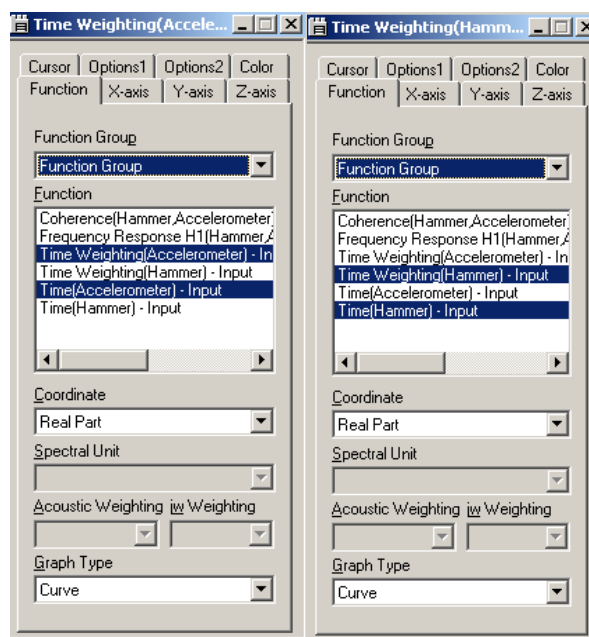 Time Weighting(Accele...
Cursor Options1 Options2 Color
Function X-axis Y-axis Z-axis
Function Group
Function Group
Function
Coherence(Hammer,Accelerometer)
Frequency Response H1(Hammer,A
Time Weighting(Accelerometer) - In
Time Weighting(Hammer) - Input
Time(Accelerometer) - Input
Time(Hammer) - Input
Coordinate
Real Part
Spectral Unit
Acoustic Weighting jw Weighting
Graph Type
Curve
Time Weighting(Hamm...
Cursor Options1 Options2 Color
Function X-axis Y-axis Z-axis
Function Group
Function Group
Function
Coherence(Hammer,Accelerometer)
Frequency Response H1(Hammer,A
Time Weighting(Accelerometer) - In
Time Weighting(Hammer) - Input
Time(Accelerometer) - Input
Time(Hammer) - Input
Coordinate
Real Part
Spectral Unit
Acoustic Weighting jw Weighting
Graph Type
Curve